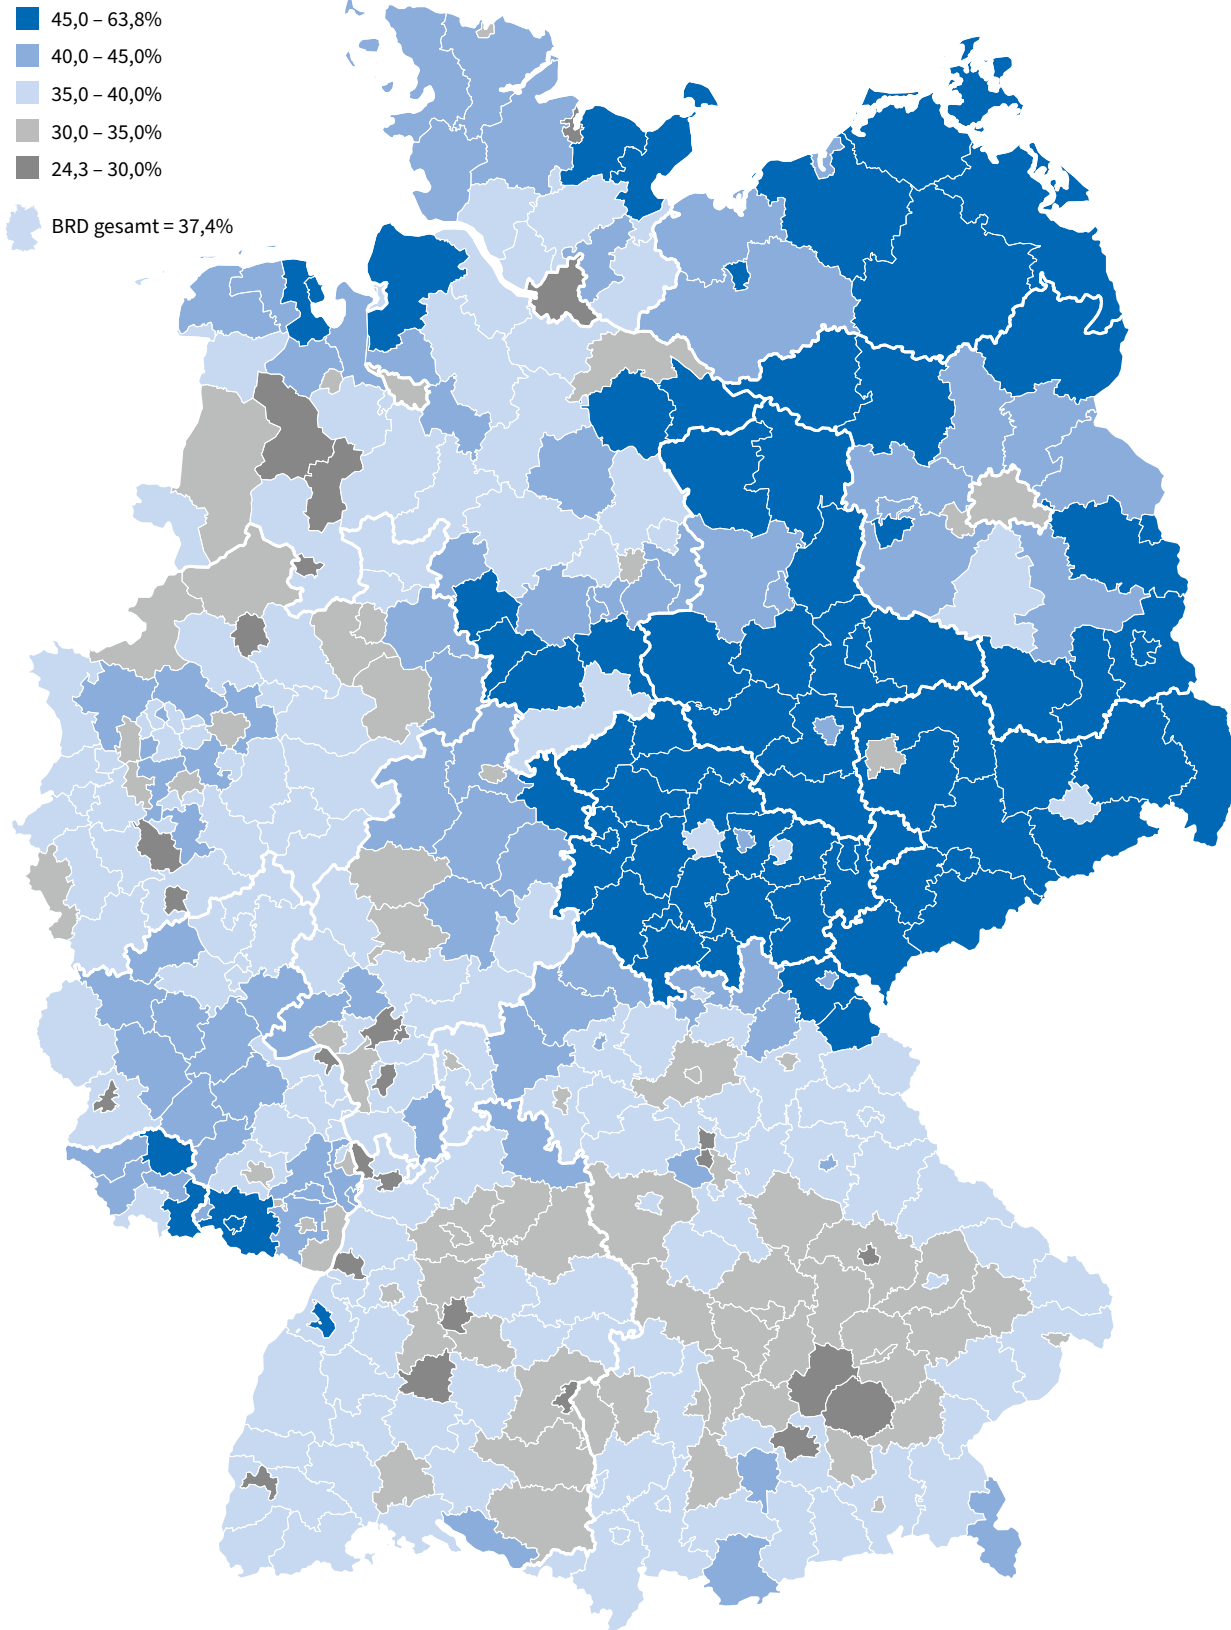 45,0 – 63,8%
40,0 – 45,0%
35,0 – 40,0%
30,0 – 35,0%
24,3 – 30,0%
BRD gesamt = 37,4%